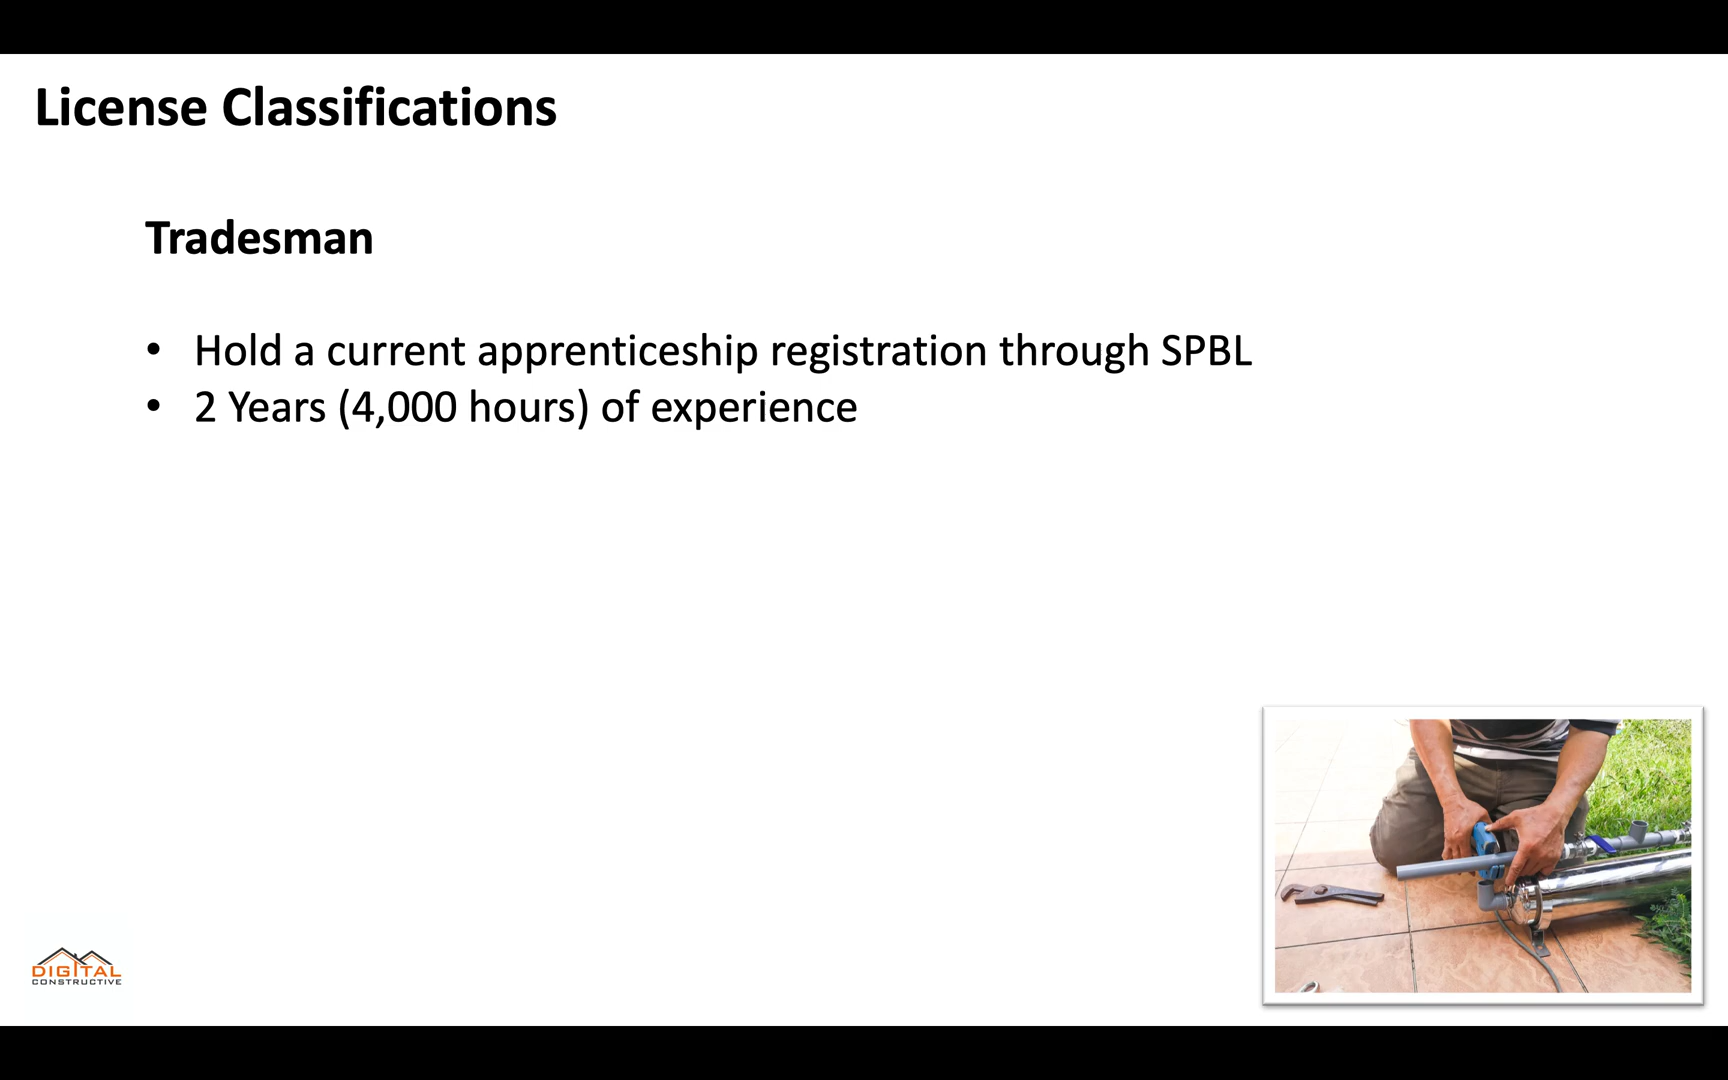 License Classifications
Tradesman
• Hold a current apprenticeship registration through SPBL
• 2 Years (4,000 hours) of experience
DIGITAL
CONSTRUCTIVE